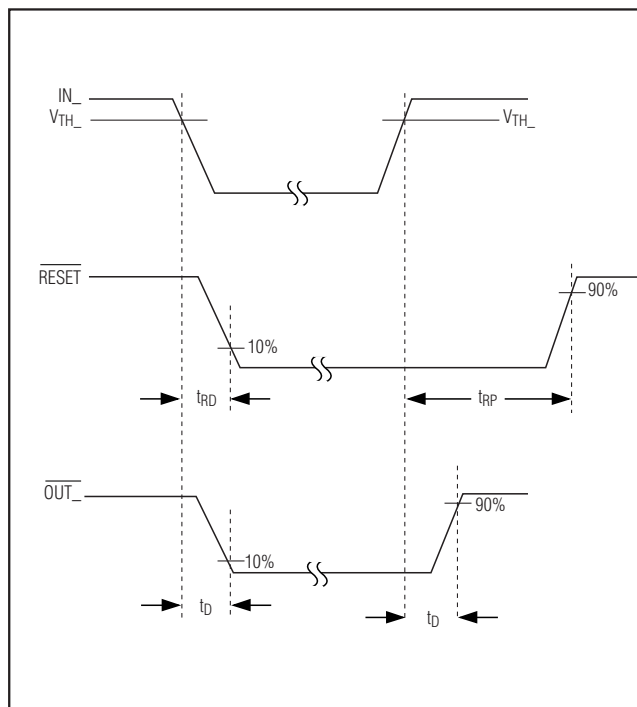 IN_
VTH_
VTH_
RESET
90%
10%
tRD
tRP
OUT_
90%
10%
tD
tD